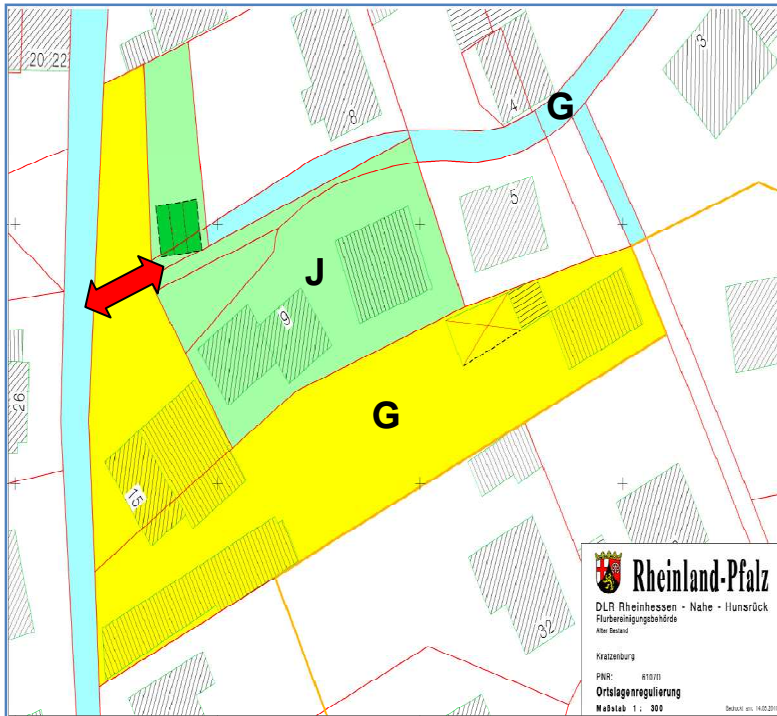 20 22
3
8
4
G
5
J
9
G
26
15
32
Rheinland-Pfalz
DLR Rheinhessen - Nahe - Hunsrück
Flurbereinigungsbehörde
Alter Bestand
Kratzenburg
PNR: 81070
Ortslagenregulierung
Maßstab 1 : 300